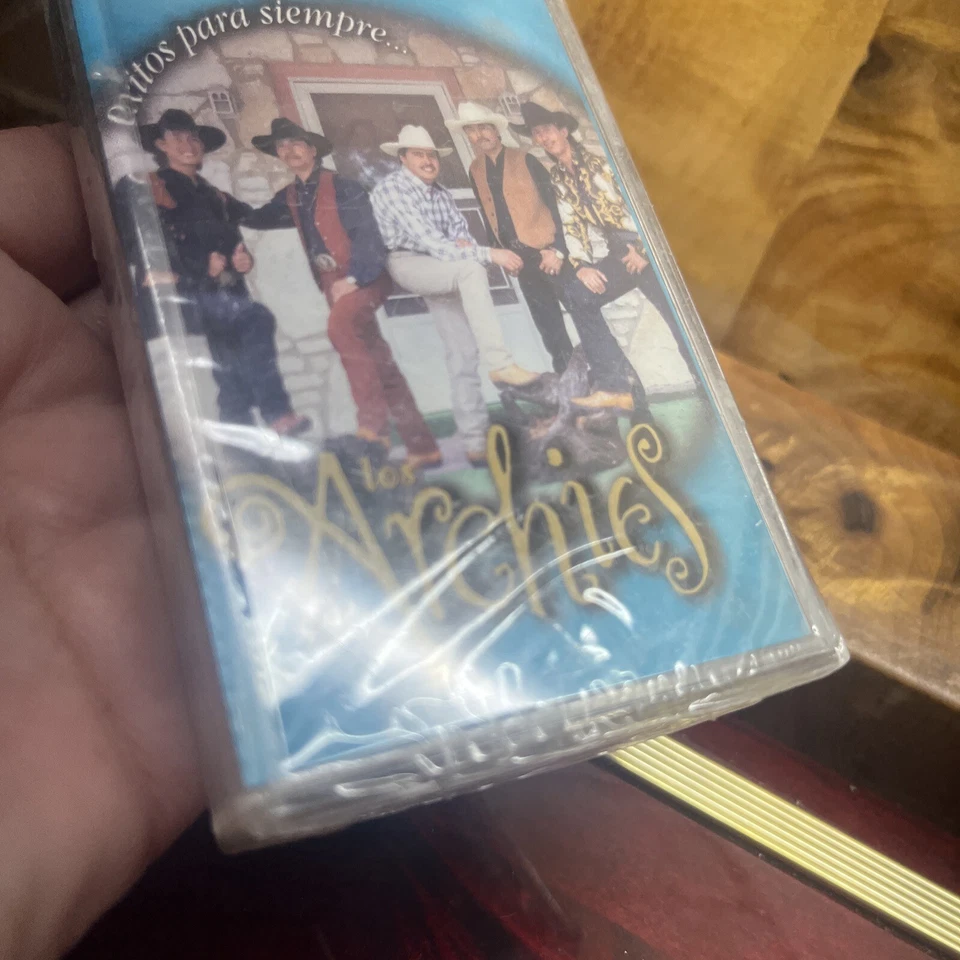 éxitos para siempre...
los
Archies